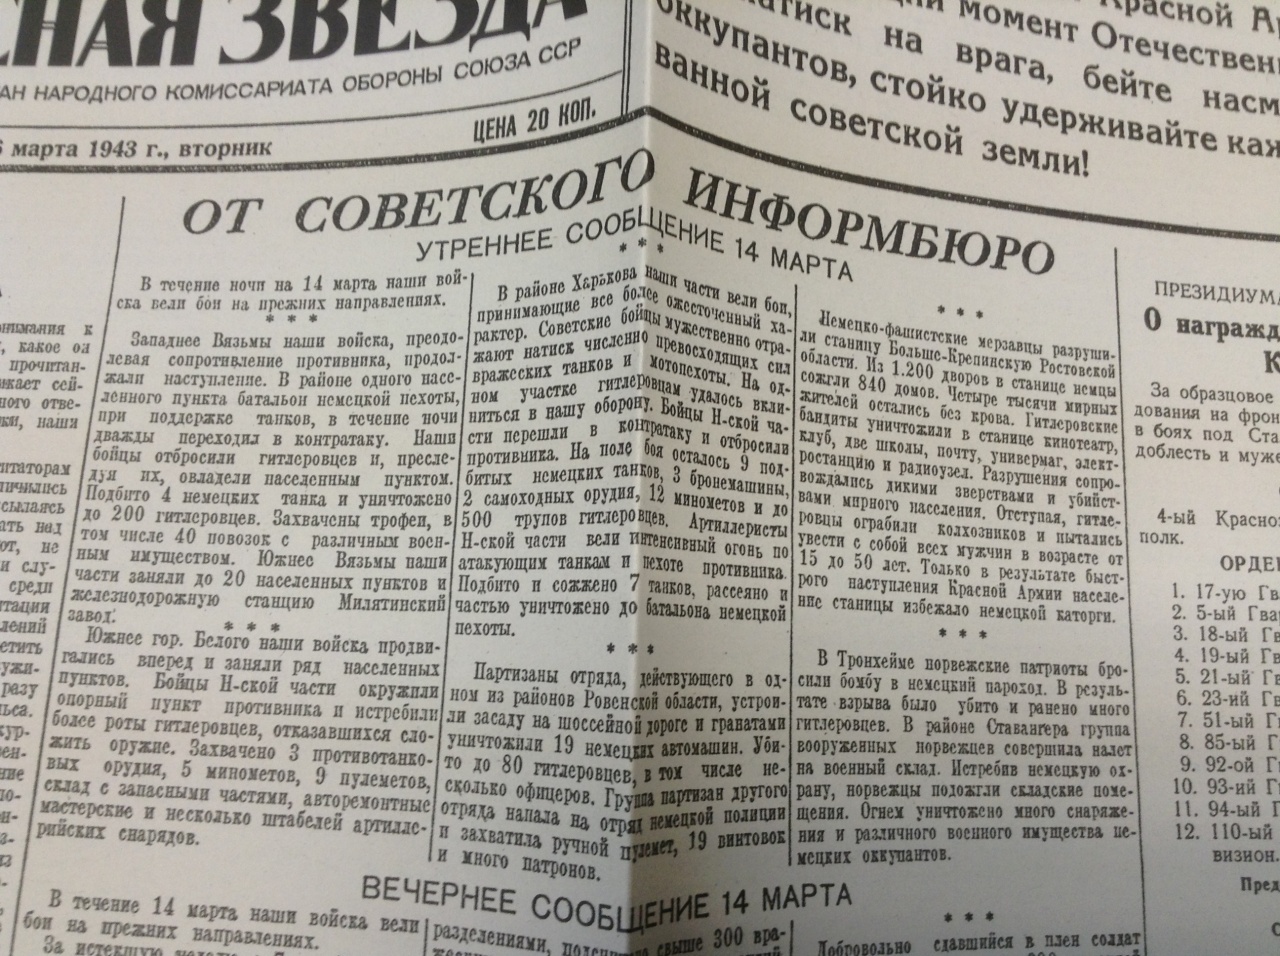 СНАЯ ЗВЕЗДА
АН НАРОДНОГО КОМИССАРИАТА ОБОРОНЫ СОЮЗА ССР
марта 1943 г., вторник
ЦЕНА 20 КОП.
Красной
момент Отечествен
на врага, бейте
оккупантов, стойко удерживайте
ванной советской земли!
ОТ СОВЕТСКОГО ИНФОРМБЮРО
УТРЕННЕЕ СООБЩЕНИЕ 14 МАРТА
В течение ночи на 14 марта наши вой-
ска вели бои на прежних направлениях.
* * *
Западнее Вязьмы наши войска, преодо-
левая сопротивление противника, продол-
жали наступление. В районе одного насе-
ленного пункта батальон немецкой пехоты,
при поддержке танков, в течение ночи
дважды переходил в контратаку. Наши
бойцы отбросили гитлеровцев и, пресле-
дуя их, овладели населенным пунктом.
Подбито 4 немецких танка и уничтожено
до 200 гитлеровцев. Захвачены трофеи, в
том числе 40 повозок с различным воен-
ным имуществом. Южнее Вязьмы наши
части заняли до 20 населенных пунктов и
железнодорожную станцию Милятинский
завод.
* * *
Южнее гор. Белого наши войска продви-
гались вперед и заняли ряд населенных
пунктов. Бойцы Н-ской части окружили
опорный пункт противника и истребили
более роты гитлеровцев, отказавшихся сло-
жить оружие. Захвачено 3 противотанко-
вых орудия, 5 минометов, 9 пулеметов,
склад с запасными частями, авторемонтные
мастерские и несколько штабелей артилле-
рийских снарядов.
* * *
В районе Харькова наши части вели бои,
принимающие все более ожесточенный ха-
рактер. Советские бойцы мужественно отра-
жают натиск численно превосходящих сил
вражеских танков и мотопехоты. На од-
ном участке гитлеровцам удалось вкли-
ниться в нашу оборону. Бойцы Н-ской ча-
сти перешли в контратаку и отбросили
противника. На поле боя осталось 9 под-
битых немецких танков, 3 бронемашины,
2 самоходных орудия, 12 минометов и до
500 трупов гитлеровцев. Артиллеристы
Н-ской части вели интенсивный огонь по
атакующим танкам и пехоте противника.
Подбито и сожжено 7 танков, рассеяно и
частью уничтожено до батальона немецкой
пехоты.
* * *
Партизаны отряда, действующего в од-
ном из районов Ровенской области, устрои-
ли засаду на шоссейной дороге и гранатами
уничтожили 19 немецких автомашин. Уби-
то до 80 гитлеровцев, в том числе не-
сколько офицеров. Группа партизан другого
отряда напала на отряд немецкой полиции
и захватила ручной пулемет, 19 винтовок
и много патронов.
* * *
Немецко-фашистские мерзавцы разруши-
ли станицу Больше-Крепинскую Ростовской
области. Из 1.200 дворов в станице немцы
сожгли 840 домов. Четыре тысячи мирных
жителей остались без крова. Гитлеровские
бандиты уничтожили в станице кинотеатр,
клуб, две школы, почту, универмаг, элект-
ростанцию и радиоузел. Разрушения сопро-
вождались дикими зверствами и убийст-
вами мирного населения. Отступая, гитле-
ровцы ограбили колхозников и пытались
увести с собой всех мужчин в возрасте от
15 до 50 лет. Только в результате быст-
рого наступления Красной Армии населе-
ние станицы избежало немецкой каторги.
* * *
В Тронхейме норвежские патриоты бро-
сили бомбу в немецкий пароход. В резуль-
тате взрыва было убито и ранено много
гитлеровцев. В районе Ставангера группа
вооруженных норвежцев совершила налет
на военный склад. Истребив немецкую ох-
рану, норвежцы подожгли складские поме-
щения. Огнем уничтожено много снаряже-
ния и различного военного имущества не-
мецких оккупантов.
ВЕЧЕРНЕЕ СООБЩЕНИЕ 14 МАРТА
В течение 14 марта наши войска вели
бои на прежних направлениях.
За
разделениями,
свыше 300 вра-
* * *
Добровольно сдавшийся в плен солдат
ПРЕЗИДИУМ
О награжд
За образцовое
дования на фрон
в боях под Ста
доблесть и муже
4-ый Красно
полк.
ОРДЕ
1. 17-ую Гва
2. 5-ый Гва
3. 18-ый Г
4. 19-ый Г
5. 21-ый Г
6. 23-ий Г
7. 51-ый Г
8. 85-ый Г
9. 92-ой Г
10. 93-ий Г
11. 94-ый Г
12. 110-ый
визион.
Пред